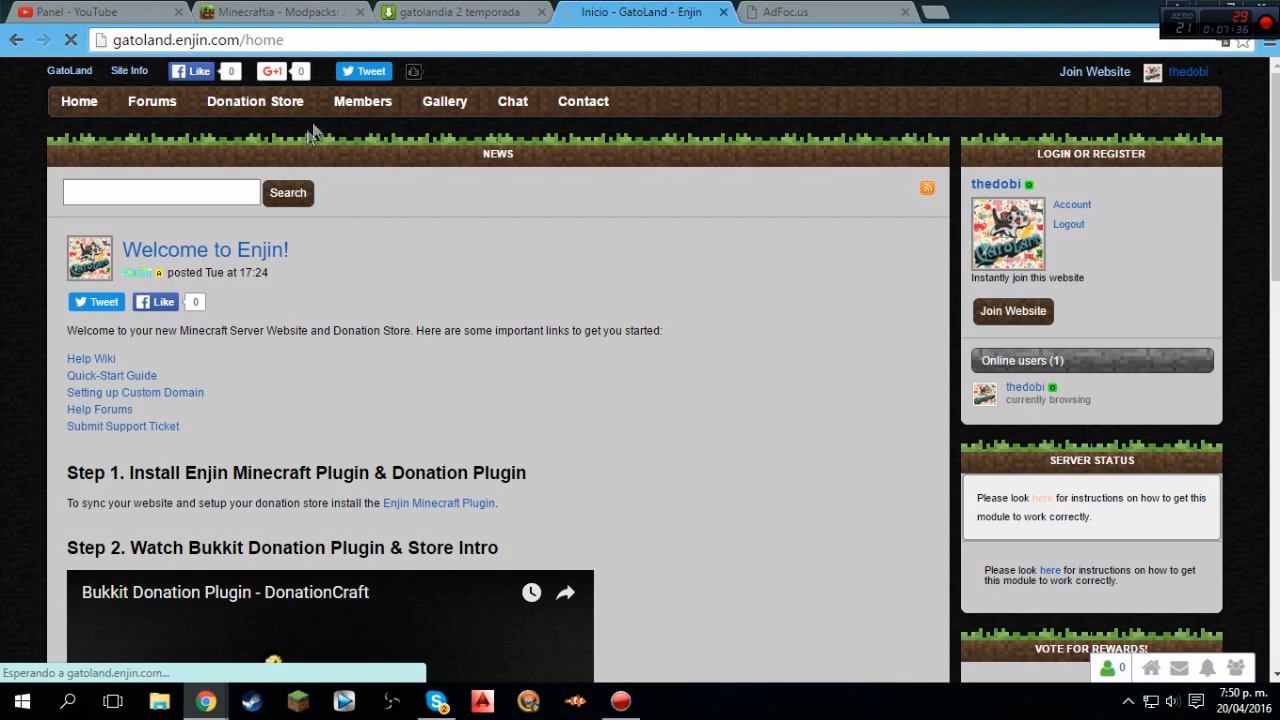 Panel - YouTube
Minecraftia - Modpacks:
gatolandia 2 temporada
Inicio - GatoLand - Enjin
AdFoc.us
29
21
0:07:36
gatoland.enjin.com/home
GatoLand
Site Info
Like
0
G+1
0
Tweet
Join Website
thedobi
Home
Forums
Donation Store
Members
Gallery
Chat
Contact
NEWS
Search
Welcome to Enjin!
A posted Tue at 17:24
Tweet
Like
0
Welcome to your new Minecraft Server Website and Donation Store. Here are some important links to get you started:
Help Wiki
Quick-Start Guide
Setting up Custom Domain
Help Forums
Submit Support Ticket
Step 1. Install Enjin Minecraft Plugin & Donation Plugin
To sync your website and setup your donation store install the Enjin Minecraft Plugin.
Step 2. Watch Bukkit Donation Plugin & Store Intro
Bukkit Donation Plugin - DonationCraft
LOGIN OR REGISTER
thedobi
Account
Logout
Instantly join this website
Join Website
Online users (1)
thedobi
currently browsing
SERVER STATUS
Please look here for instructions on how to get this
module to work correctly.
Please look here for instructions on how to get
this module to work correctly.
VOTE FOR REWARDS!
0
Esperando a gatoland.enjin.com...
7:50 p. m.
20/04/2016